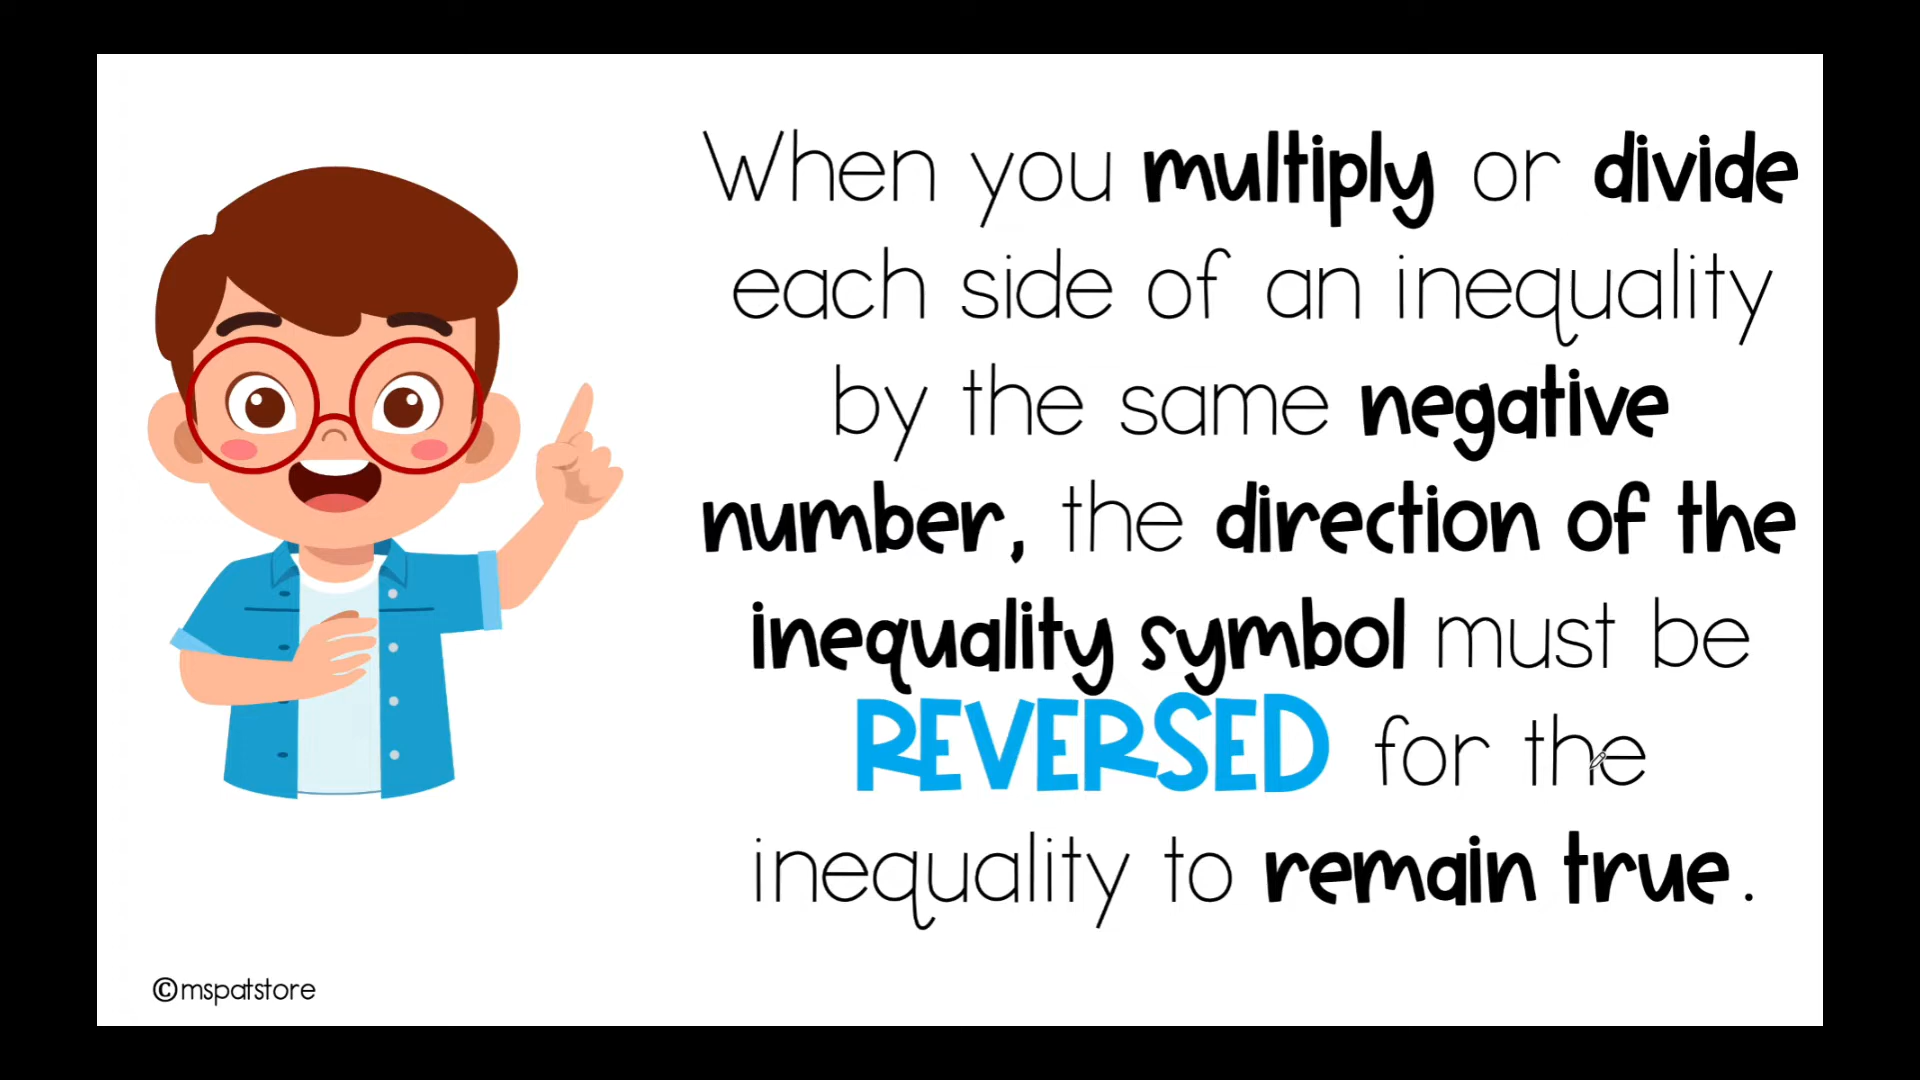 When you multiply or divide
each side of an inequality
by the same negative
number, the direction of the
inequality symbol must be
REVERSED for the
inequality to remain true.
©mspatstore